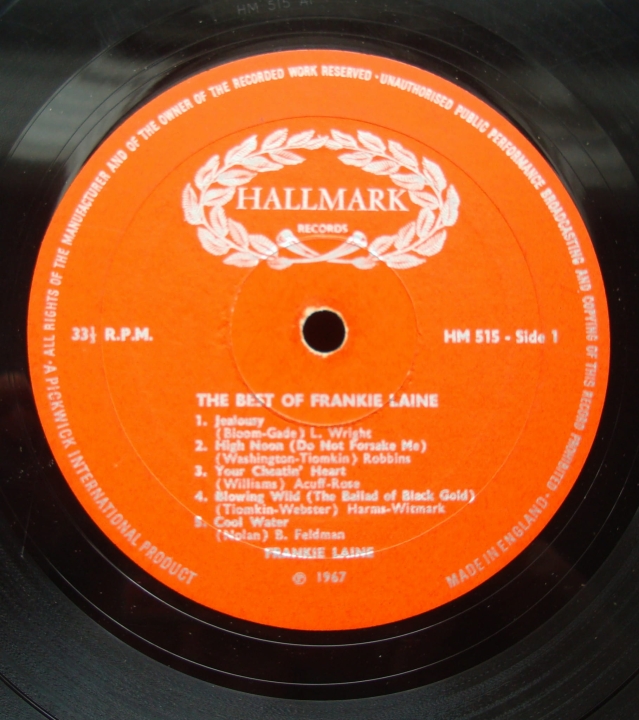 HM 515 A1
A PICKWICK INTERNATIONAL PRODUCT · ALL RIGHTS OF THE MANUFACTURER AND OF THE OWNER OF THE RECORDED WORK RESERVED · UNAUTHORISED PUBLIC PERFORMANCE BROADCASTING AND COPYING OF THIS RECORD PROHIBITED · MADE IN ENGLAND ·
HALLMARK
RECORDS
33⅓ R.P.M.
HM 515 - Side 1
THE BEST OF FRANKIE LAINE
1. Jealousy
(Bloom-Gade) L. Wright
2. High Noon (Do Not Forsake Me)
(Washington-Tiomkin) Robbins
3. Your Cheatin' Heart
(Williams) Acuff-Rose
4. Blowing Wild (The Ballad of Black Gold)
(Tiomkin-Webster) Harms-Witmark
5. Cool Water
(Nolan) B. Feldman
FRANKIE LAINE
℗ 1967